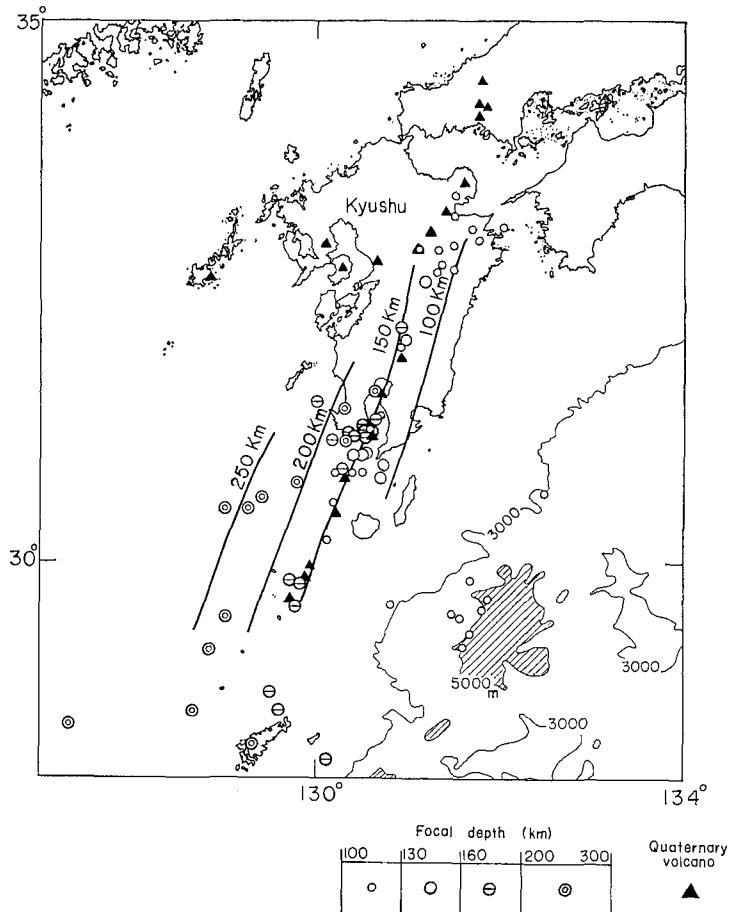 35°
Kyushu
150 Km
100 Km
200 Km
250 Km
3000
30°
3000
5000
m
3000
130°
134°
Focal depth (km)
100 130 160 200 300
Quaternary
volcano